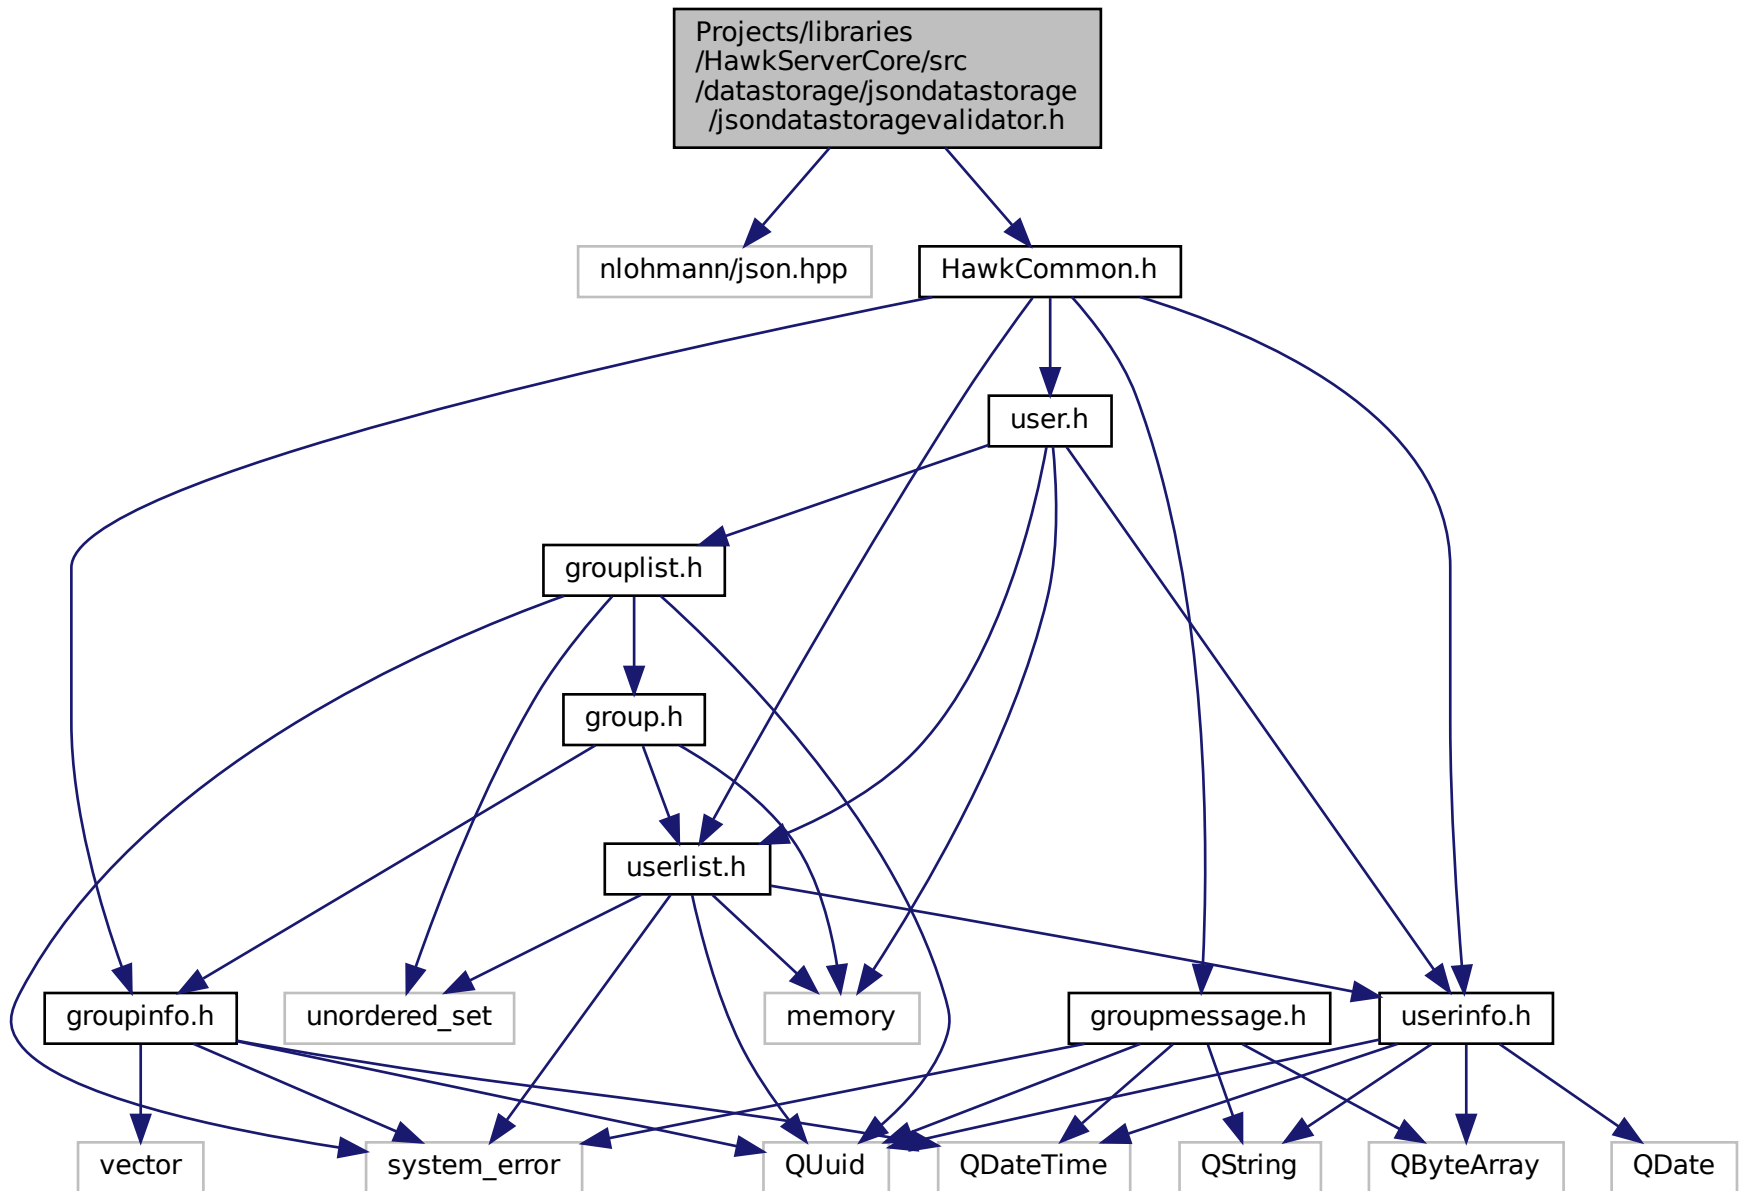 Projects/libraries
/HawkServerCore/src
/datastorage/jsondatastorage
/jsondatastoragevalidator.h
nlohmann/json.hpp
HawkCommon.h
user.h
grouplist.h
group.h
userlist.h
groupinfo.h
unordered_set
memory
groupmessage.h
userinfo.h
vector
system_error
QUuid
QDateTime
QString
QByteArray
QDate